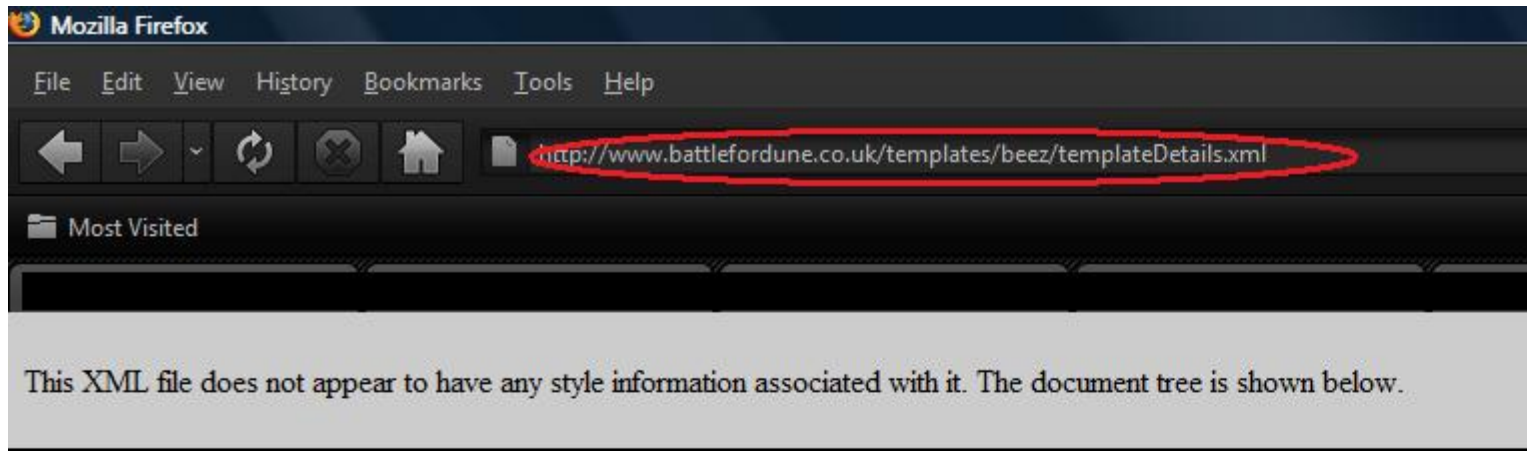 Mozilla Firefox
File Edit View History Bookmarks Tools Help
http://www.battlefordune.co.uk/templates/beez/templateDetails.xml
Most Visited
This XML file does not appear to have any style information associated with it. The document tree is shown below.